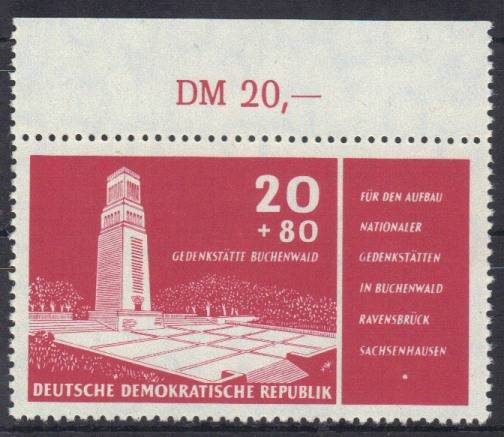 DM 20,—
20
+ 80
GEDENKSTÄTTE BUCHENWALD
DEUTSCHE DEMOKRATISCHE REPUBLIK
FÜR DEN AUFBAU
NATIONALER
GEDENKSTÄTTEN
IN BUCHENWALD
RAVENSBRÜCK
SACHSENHAUSEN